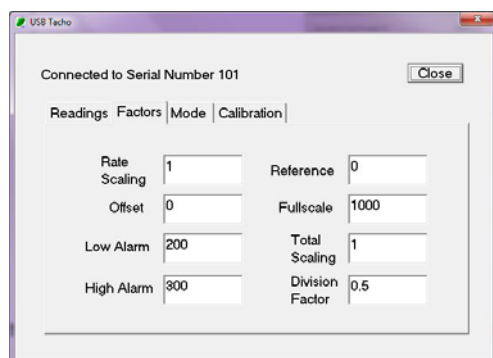 USB Tacho
Connected to Serial Number 101
Close
Readings Factors Mode Calibration
Rate Scaling 1
Reference 0
Offset 0
Fullscale 1000
Low Alarm 200
Total Scaling 1
High Alarm 300
Division Factor 0.5